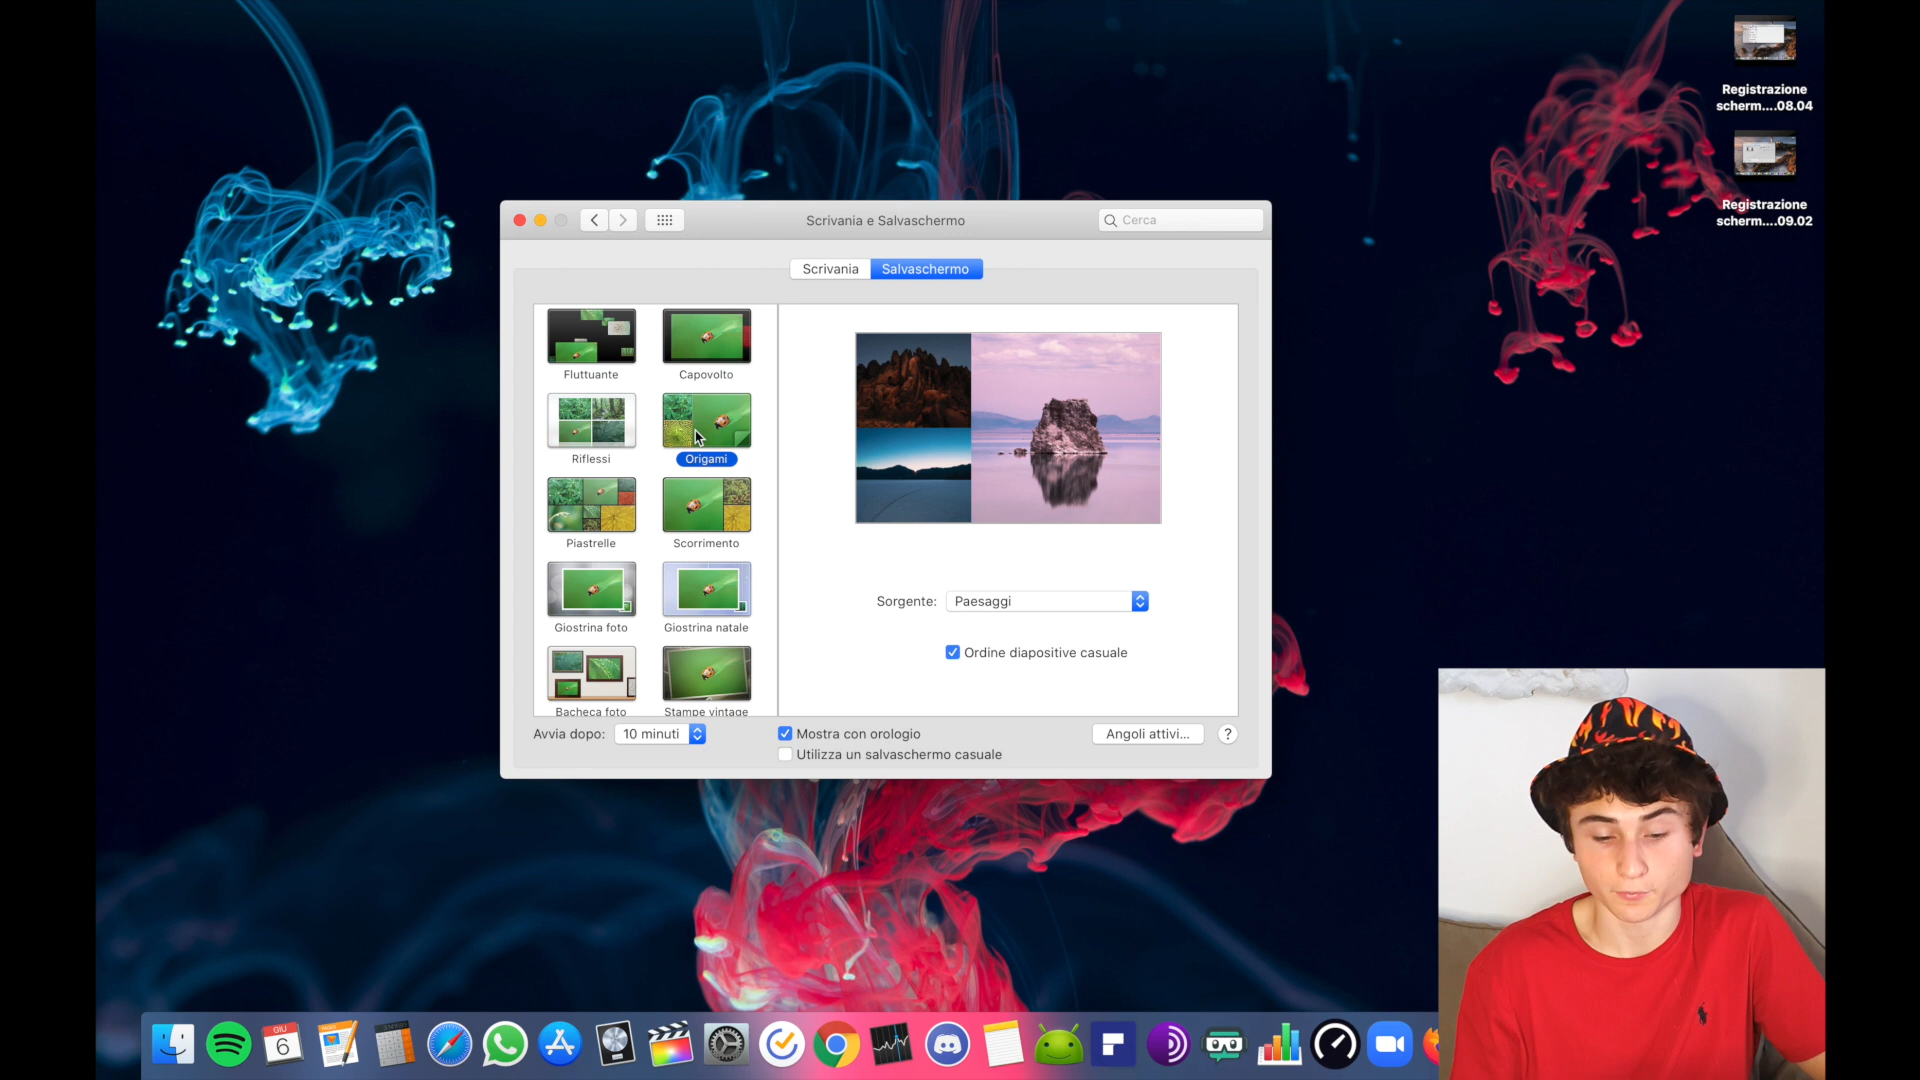 Registrazione
scherm....08.04
Registrazione
scherm....09.02
Scrivania e Salvaschermo
Cerca
Scrivania
Salvaschermo
Fluttuante
Capovolto
Riflessi
Origami
Piastrelle
Scorrimento
Giostrina foto
Giostrina natale
Bacheca foto
Stampe vintage
Sorgente:
Paesaggi
Ordine diapositive casuale
Avvia dopo:
10 minuti
Mostra con orologio
Utilizza un salvaschermo casuale
Angoli attivi...
?
GIU
6